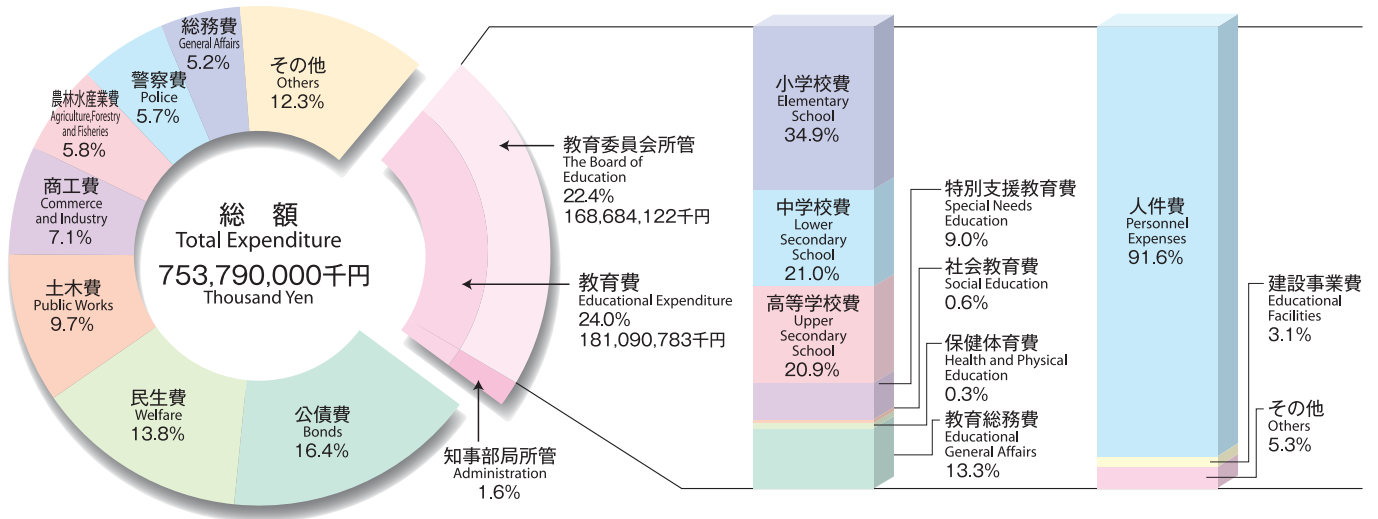 総務費
General Affairs
5.2%
その他
Others
12.3%
警察費
Police
5.7%
農林水産業費
Agriculture,Forestry
and Fisheries
5.8%
商工費
Commerce
and Industry
7.1%
土木費
Public Works
9.7%
民生費
Welfare
13.8%
公債費
Bonds
16.4%
総 額
Total Expenditure
753,790,000千円
Thousand Yen
教育委員会所管
The Board of
Education
22.4%
168,684,122千円
教育費
Educational Expenditure
24.0%
181,090,783千円
知事部局所管
Administration
1.6%
小学校費
Elementary
School
34.9%
中学校費
Lower
Secondary
School
21.0%
高等学校費
Upper
Secondary
School
20.9%
特別支援教育費
Special Needs
Education
9.0%
社会教育費
Social Education
0.6%
保健体育費
Health and Physical
Education
0.3%
教育総務費
Educational
General Affairs
13.3%
人件費
Personnel
Expenses
91.6%
建設事業費
Educational
Facilities
3.1%
その他
Others
5.3%